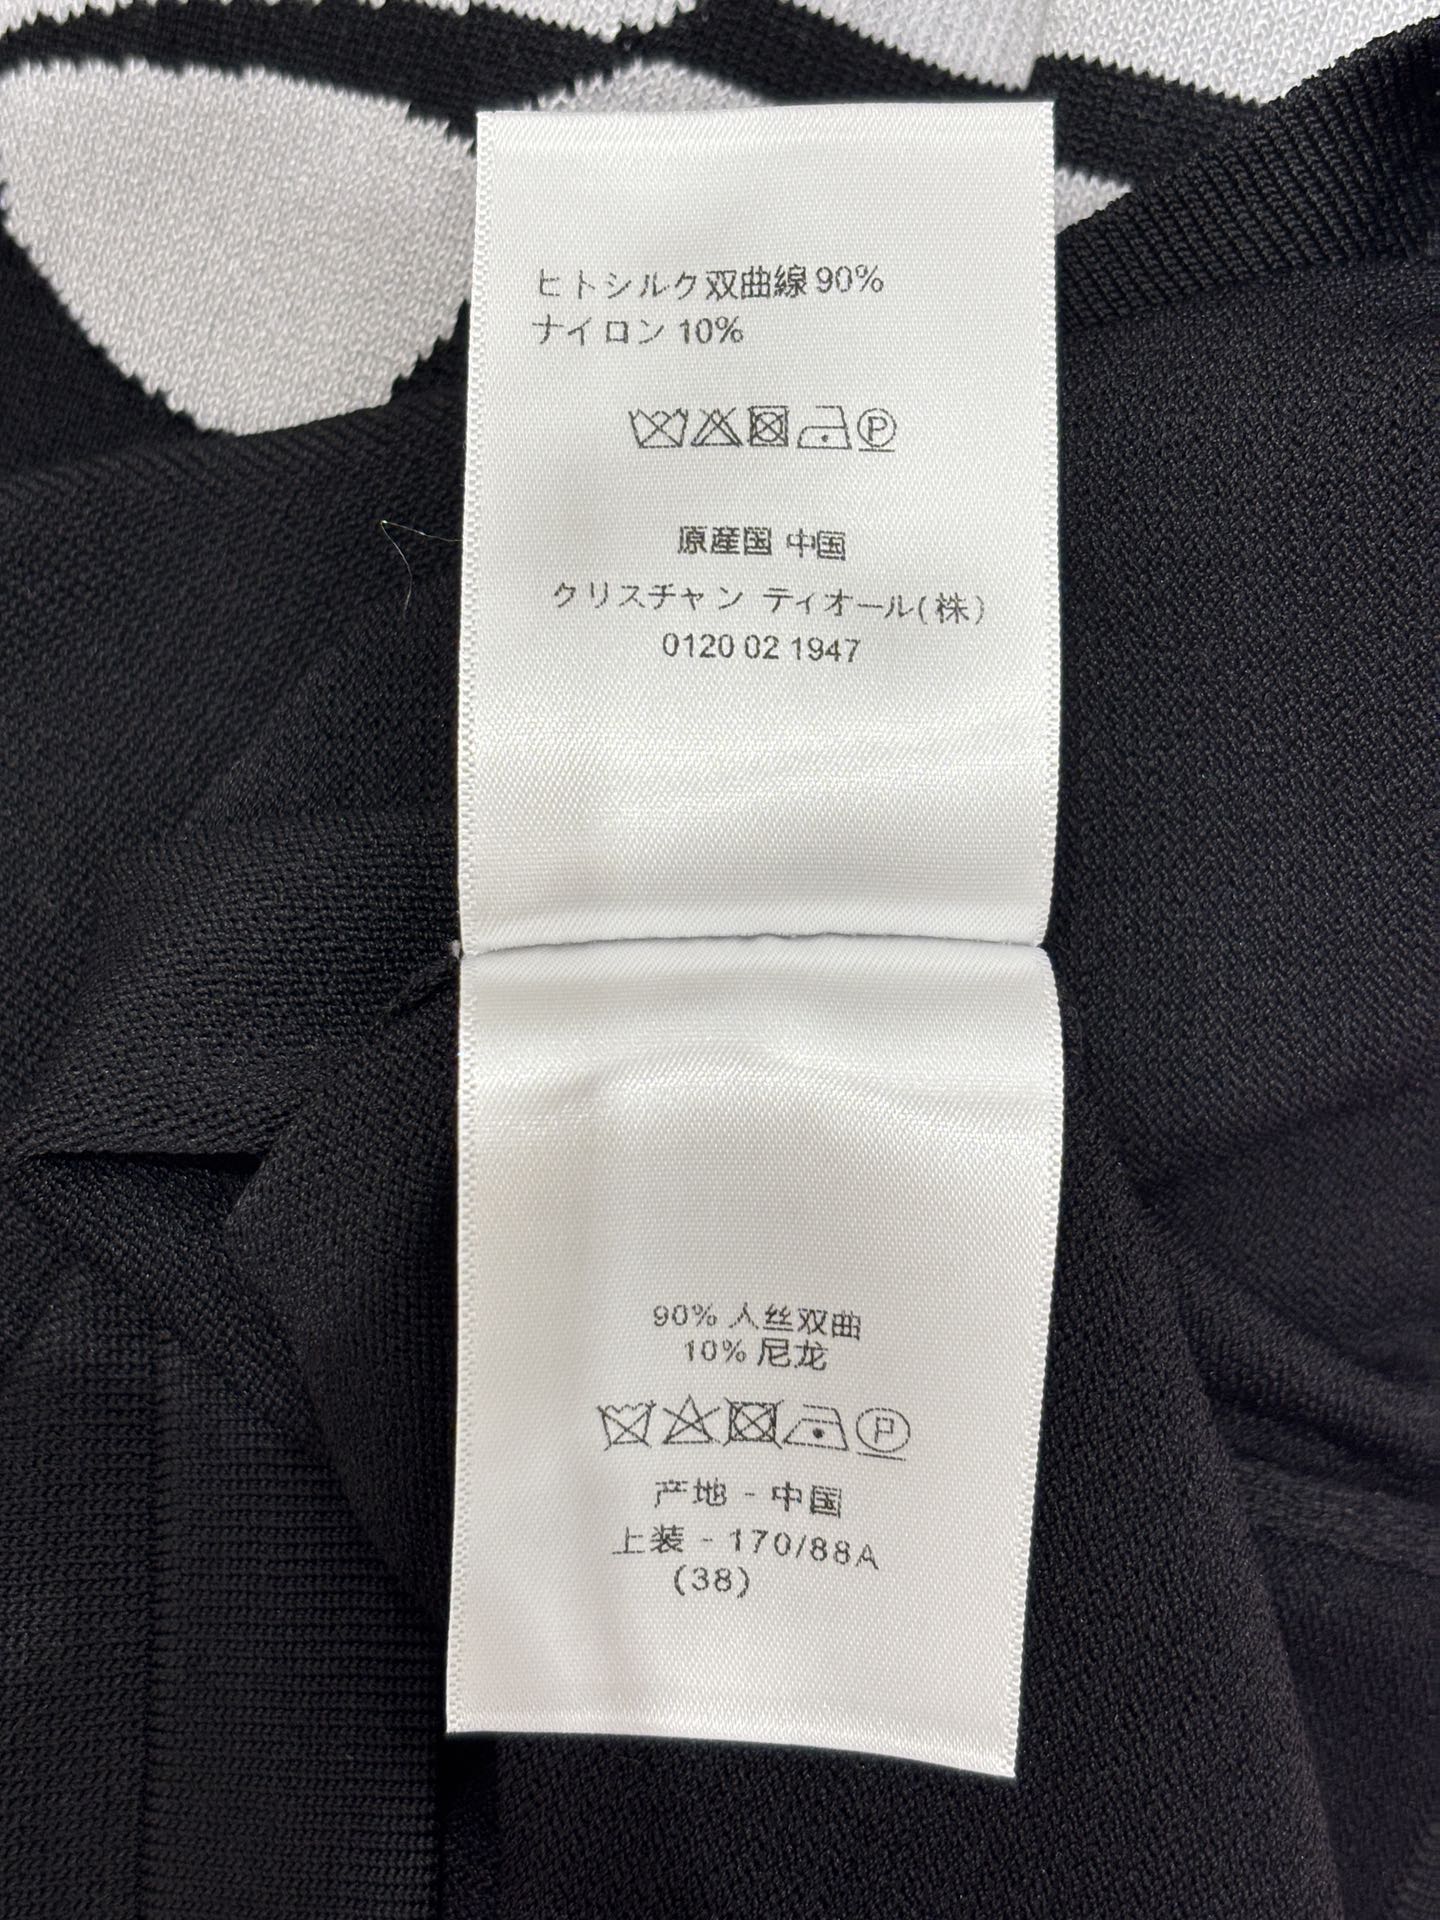 ヒトシルク双曲線 90%
ナイロン 10%
原産国 中国
クリスチャン ティオール(株)
0120 02 1947
90% 人丝双曲
10% 尼龙
产地 - 中国
上装 - 170/88A
(38)